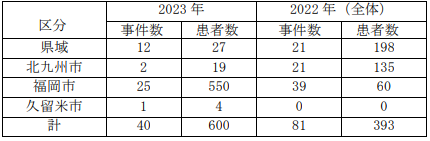 区分 2023 年 2022 年（全体）
事件数 患者数 事件数 患者数
県域 12 27 21 198
北九州市 2 19 21 135
福岡市 25 550 39 60
久留米市 1 4 0 0
計 40 600 81 393